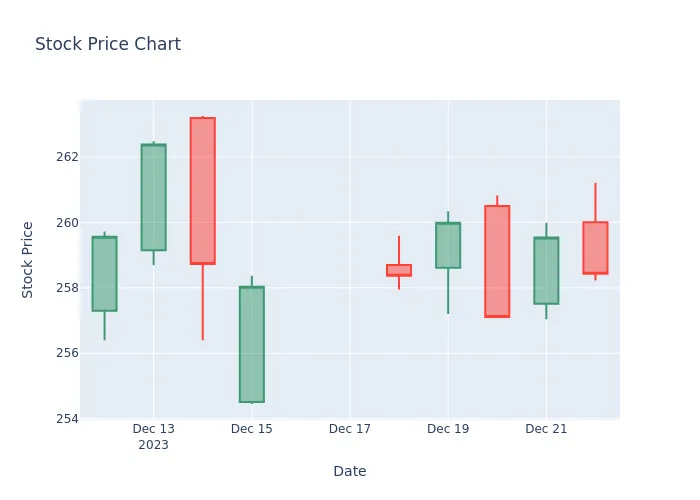 Stock Price Chart
Stock Price
262
260
258
256
254
Dec 13
2023
Dec 15
Dec 17
Dec 19
Dec 21
Date